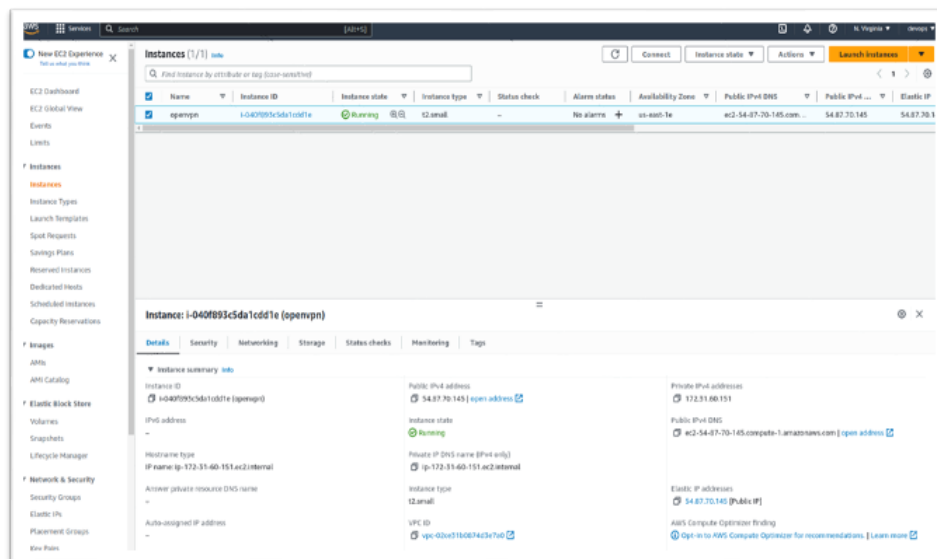 aws Services Search [Alt+S] N. Virginia devops
New EC2 Experience
Tell us what you think
EC2 Dashboard
EC2 Global View
Events
Limits
Instances
Instances
Instance Types
Launch Templates
Spot Requests
Savings Plans
Reserved Instances
Dedicated Hosts
Scheduled Instances
Capacity Reservations
Images
AMIs
AMI Catalog
Elastic Block Store
Volumes
Snapshots
Lifecycle Manager
Network & Security
Security Groups
Elastic IPs
Placement Groups
Key Pairs
Instances (1/1) Info
Connect Instance state Actions Launch instances
Find instance by attribute or tag (case-sensitive)
1
Name Instance ID Instance state Instance type Status check Alarm status Availability Zone Public IPv4 DNS Public IPv4 ... Elastic IP
openvpn i-040f893c5da1cdd1e Running t2.small – No alarms us-east-1e ec2-54-87-70-145.com... 54.87.70.145 54.87.70.1
Instance: i-040f893c5da1cdd1e (openvpn)
Details Security Networking Storage Status checks Monitoring Tags
Instance summary Info
Instance ID Public IPv4 address Private IPv4 addresses
i-040f893c5da1cdd1e (openvpn) 54.87.70.145 | open address 172.31.60.151
IPv6 address Instance state Public IPv4 DNS
– Running ec2-54-87-70-145.compute-1.amazonaws.com | open address
Hostname type Private IP DNS name (IPv4 only)
IP name: ip-172-31-60-151.ec2.internal ip-172-31-60-151.ec2.internal
Answer private resource DNS name Instance type Elastic IP addresses
– t2.small 54.87.70.145 [Public IP]
Auto-assigned IP address VPC ID AWS Compute Optimizer finding
– Opt-in to AWS Compute Optimizer for recommendations. | Learn more